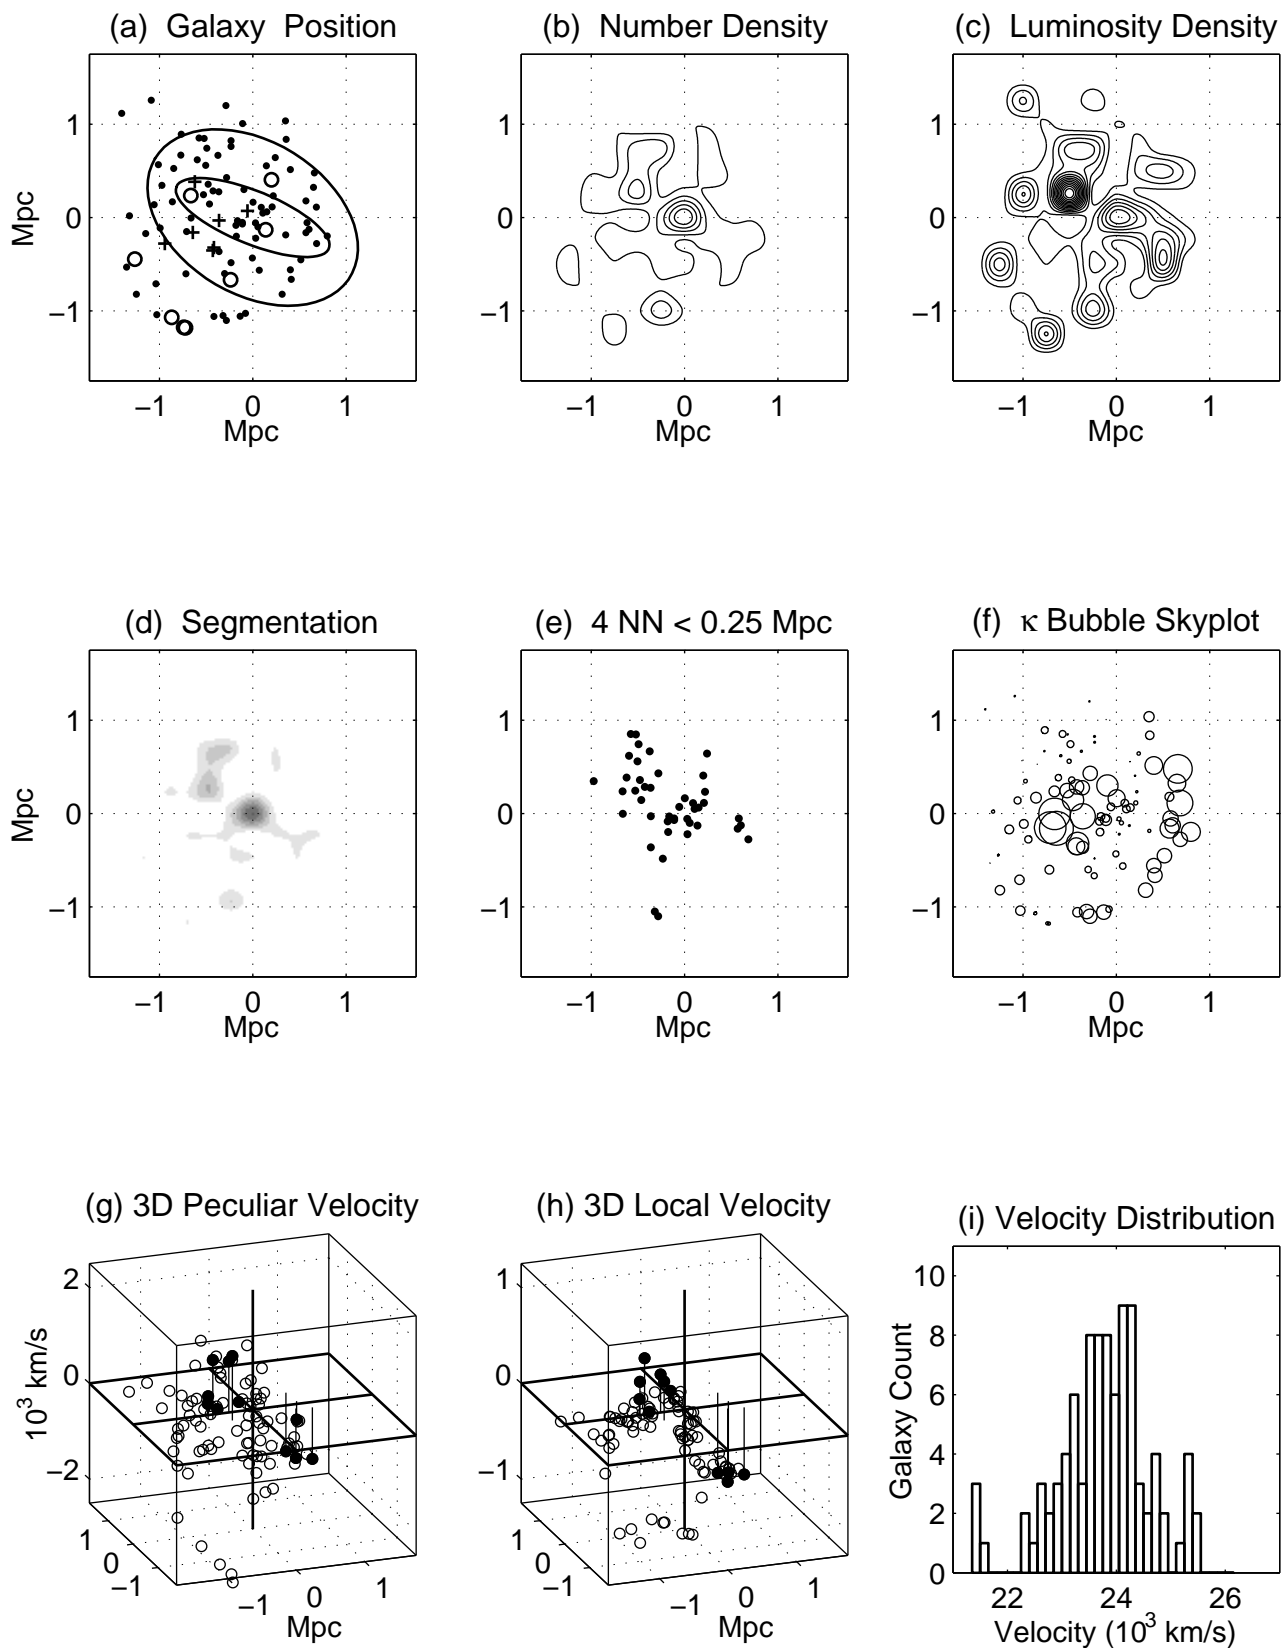 (a) Galaxy Position
(b) Number Density
(c) Luminosity Density
Mpc
1
0
−1
−1 0 1
Mpc
1
0
−1
−1 0 1
Mpc
1
0
−1
−1 0 1
Mpc
(d) Segmentation
(e) 4 NN < 0.25 Mpc
(f) κ Bubble Skyplot
Mpc
1
0
−1
−1 0 1
Mpc
1
0
−1
−1 0 1
Mpc
1
0
−1
−1 0 1
Mpc
(g) 3D Peculiar Velocity
(h) 3D Local Velocity
(i) Velocity Distribution
10³ km/s
2
0
−2
1
0
−1
−1
0
1
Mpc
1
0
−1
1
0
−1
−1
0
1
Mpc
Galaxy Count
10
8
6
4
2
0
22 24 26
Velocity (10³ km/s)